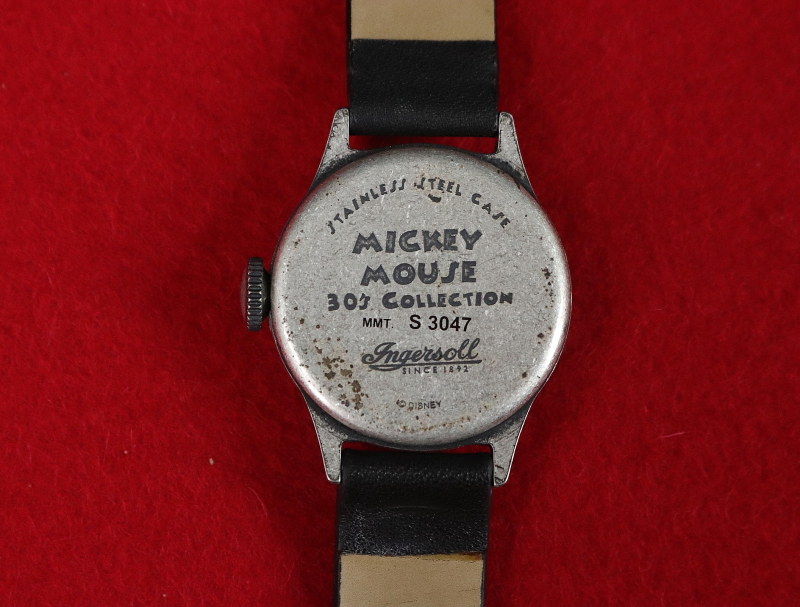 STAINLESS STEEL CASE
MICKEY
MOUSE
30's COLLECTION
MMT. S 3047
Ingersoll
SINCE 1892
© DISNEY